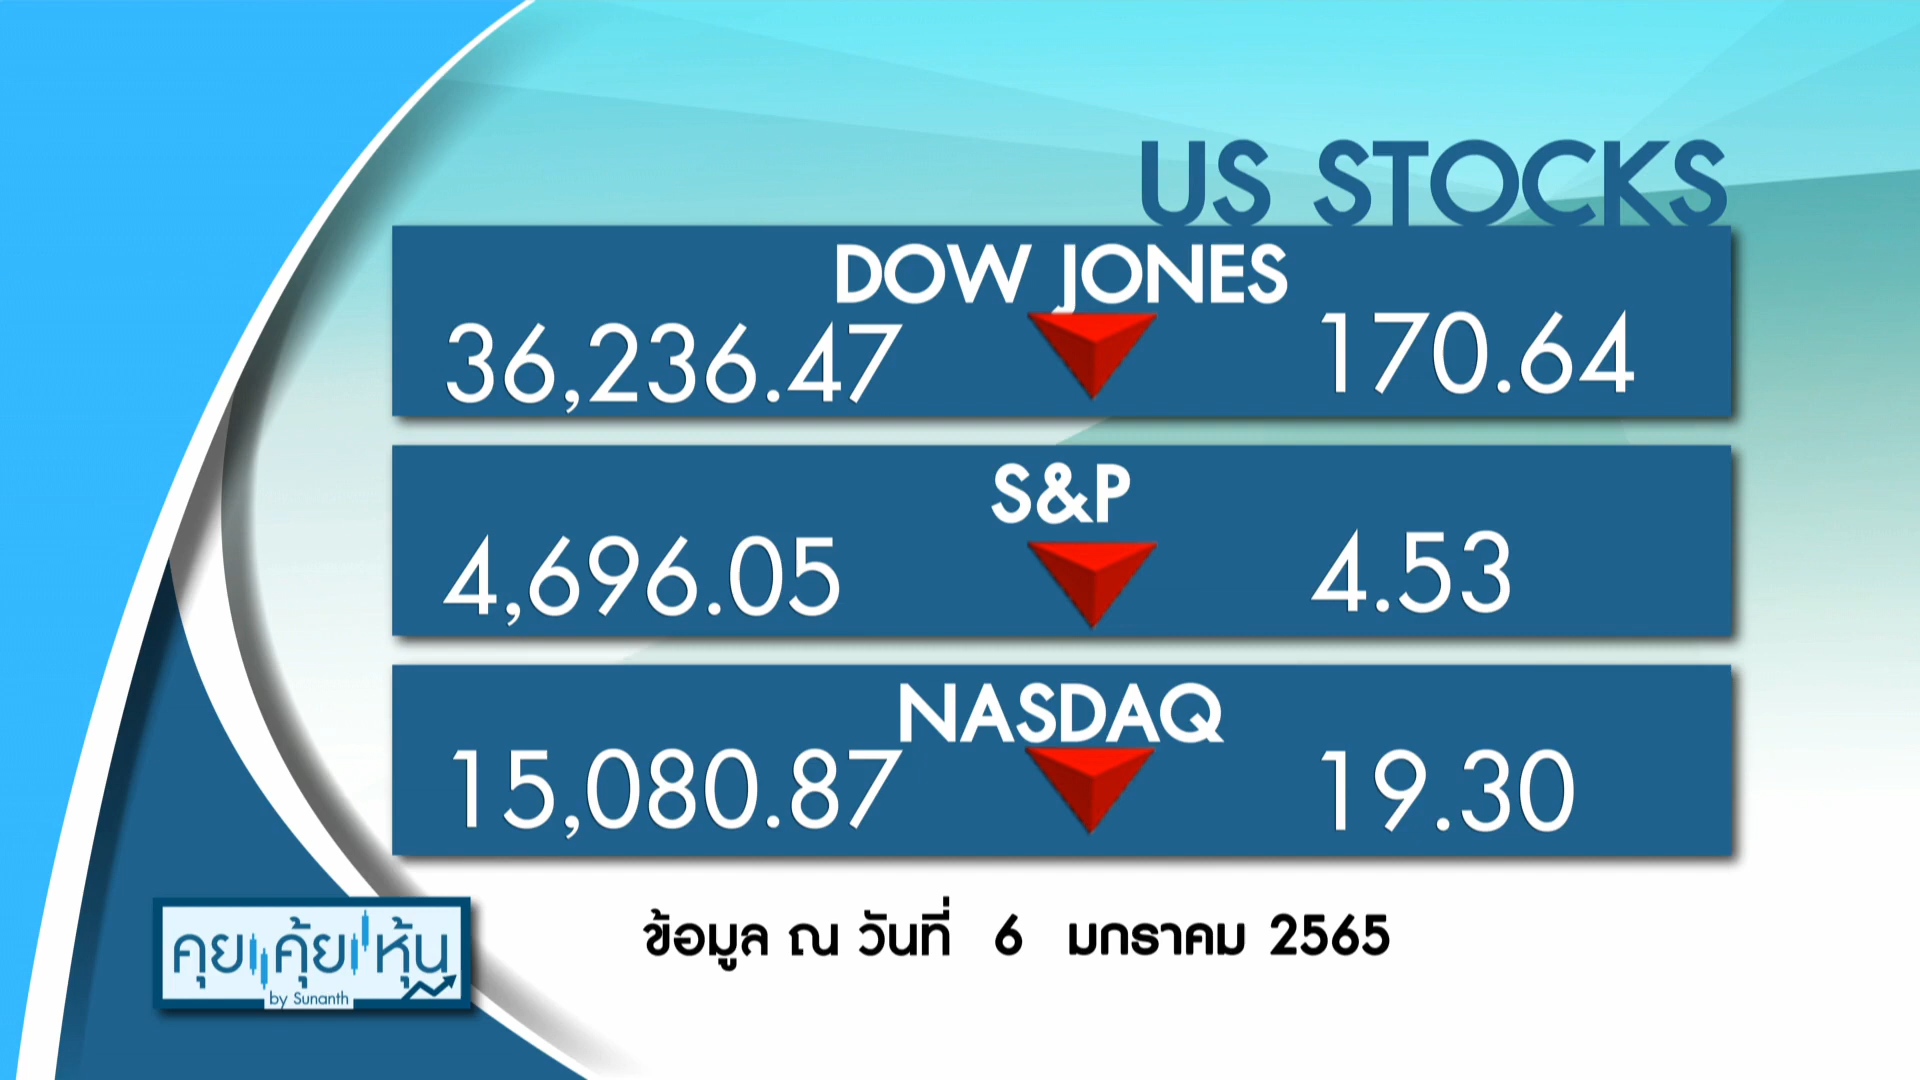 US STOCKS
DOW JONES
36,236.47 170.64
S&P
4,696.05 4.53
NASDAQ
15,080.87 19.30
ข้อมูล ณ วันที่ 6 มกราคม 2565
คุย คุ้ย หุ้น
by Sunanth